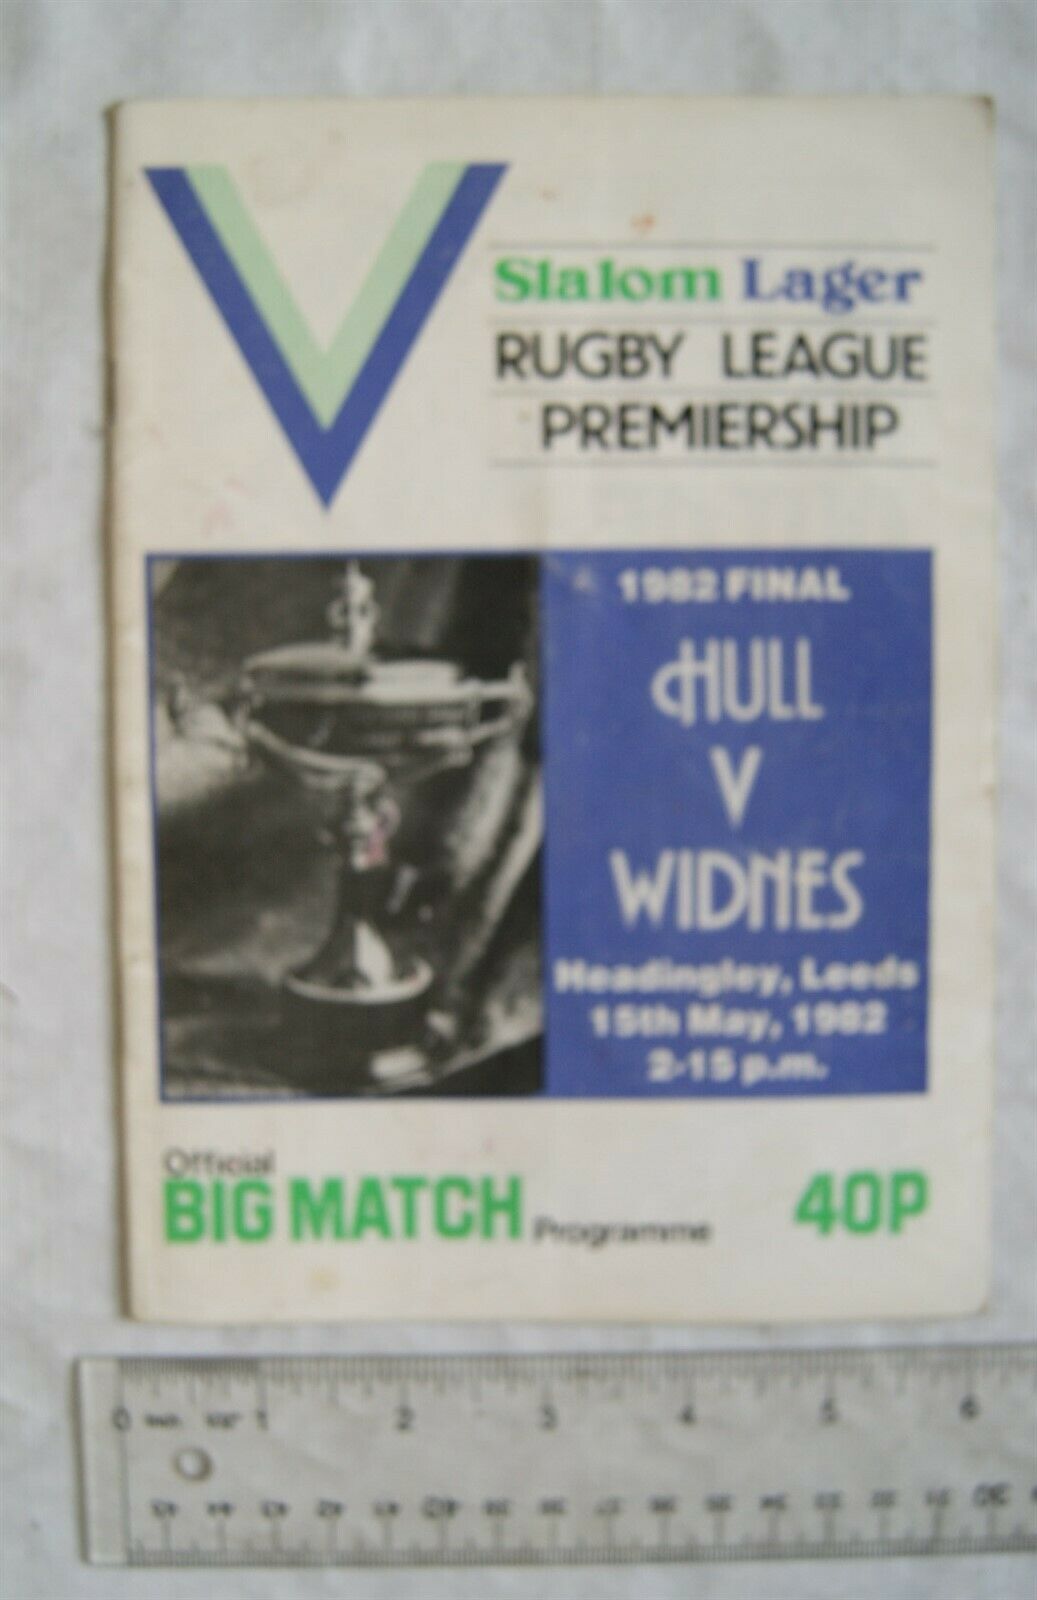 Slalom Lager
RUGBY LEAGUE
PREMIERSHIP
1982 FINAL
HULL
V
WIDNES
Headingley, Leeds
15th May, 1982
2-15 p.m.
Official
BIG MATCH Programme
40P
0 1 2 3 4 5 6